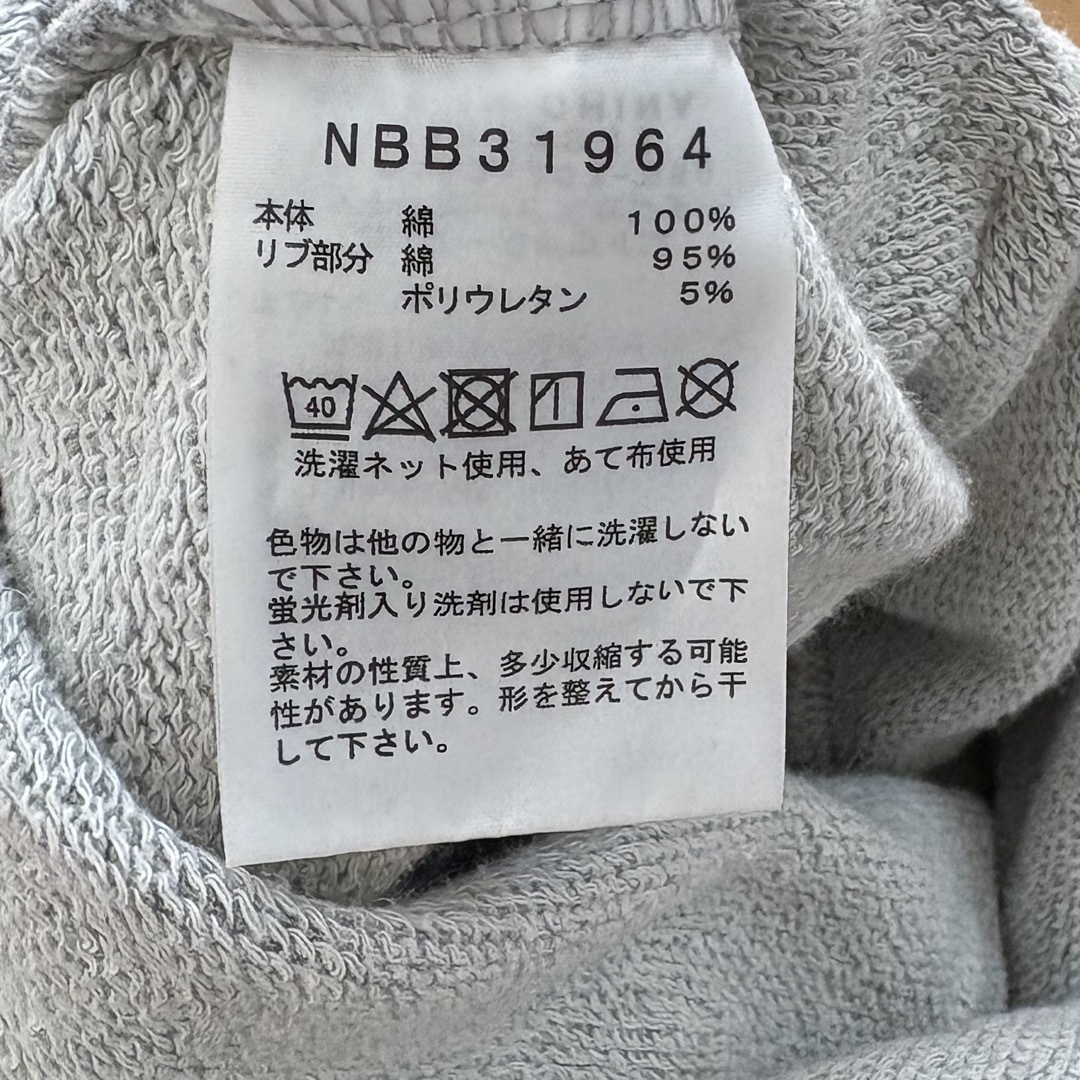 NBB31964
本体 綿 100%
リブ部分 綿 95%
ポリウレタン 5%
40
洗濯ネット使用、あて布使用
色物は他の物と一緒に洗濯しない
で下さい。
蛍光剤入り洗剤は使用しないで下
さい。
素材の性質上、多少収縮する可能
性があります。形を整えてから干
して下さい。